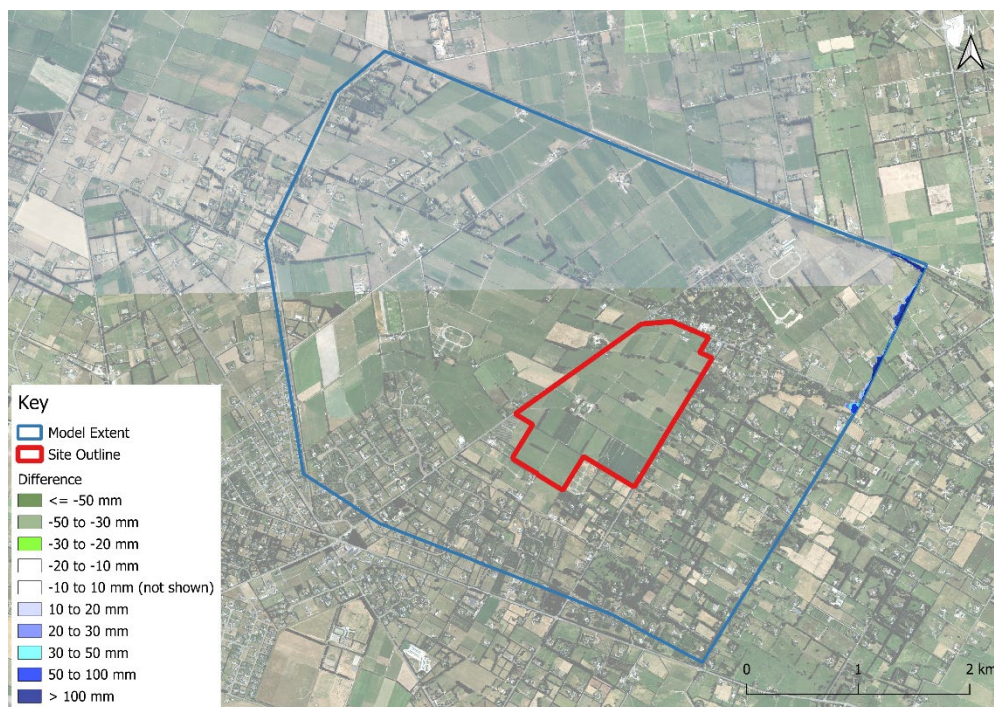 Key
Model Extent
Site Outline
Difference
<= -50 mm
-50 to -30 mm
-30 to -20 mm
-20 to -10 mm
-10 to 10 mm (not shown)
10 to 20 mm
20 to 30 mm
30 to 50 mm
50 to 100 mm
> 100 mm
0 1 2 km